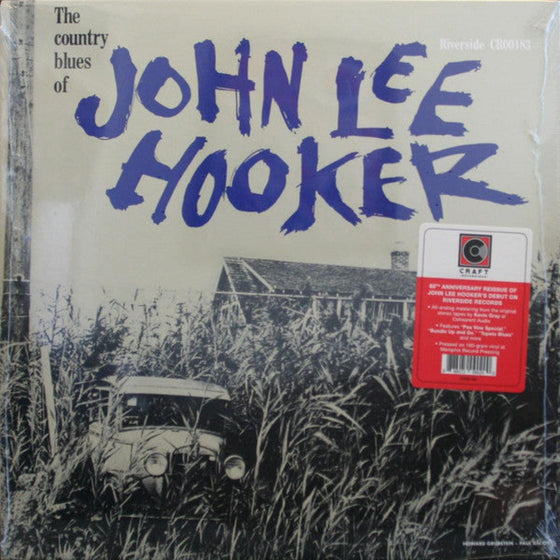 The
country
blues
of
JOHN LEE
HOOKER
Riverside CR00183
CRAFT
RECORDINGS
60TH ANNIVERSARY REISSUE OF
JOHN LEE HOOKER'S DEBUT ON
RIVERSIDE RECORDS
• All-analog mastering from the original
stereo tapes by Kevin Gray at
Cohearent Audio
• Features "Pea Vine Special,"
"Bundle Up and Go," "Tupelo Blues"
and more
• Pressed on 180-gram vinyl at
Memphis Record Pressing